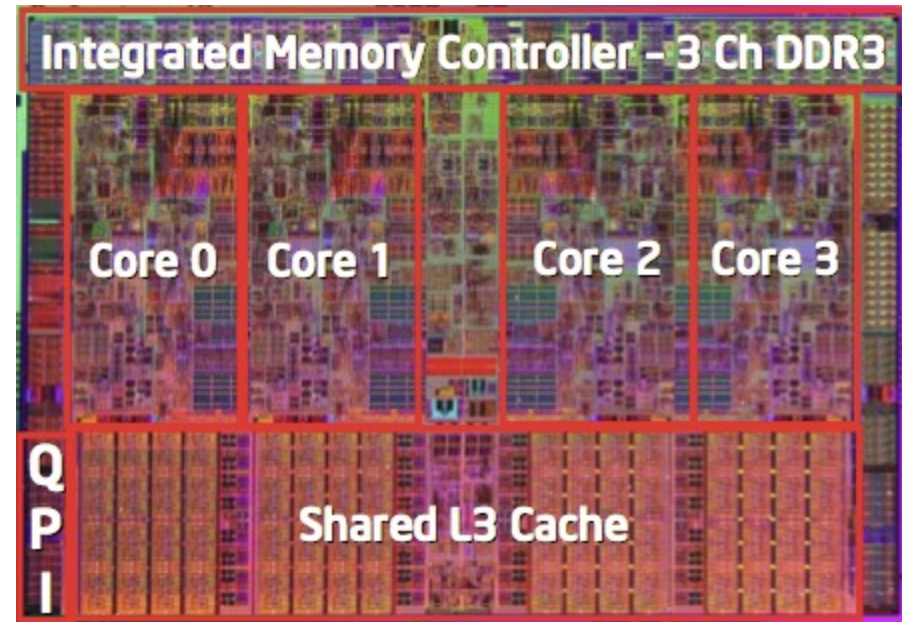 Integrated Memory Controller – 3 Ch DDR3
Core 0
Core 1
Core 2
Core 3
Q
P
I
Shared L3 Cache